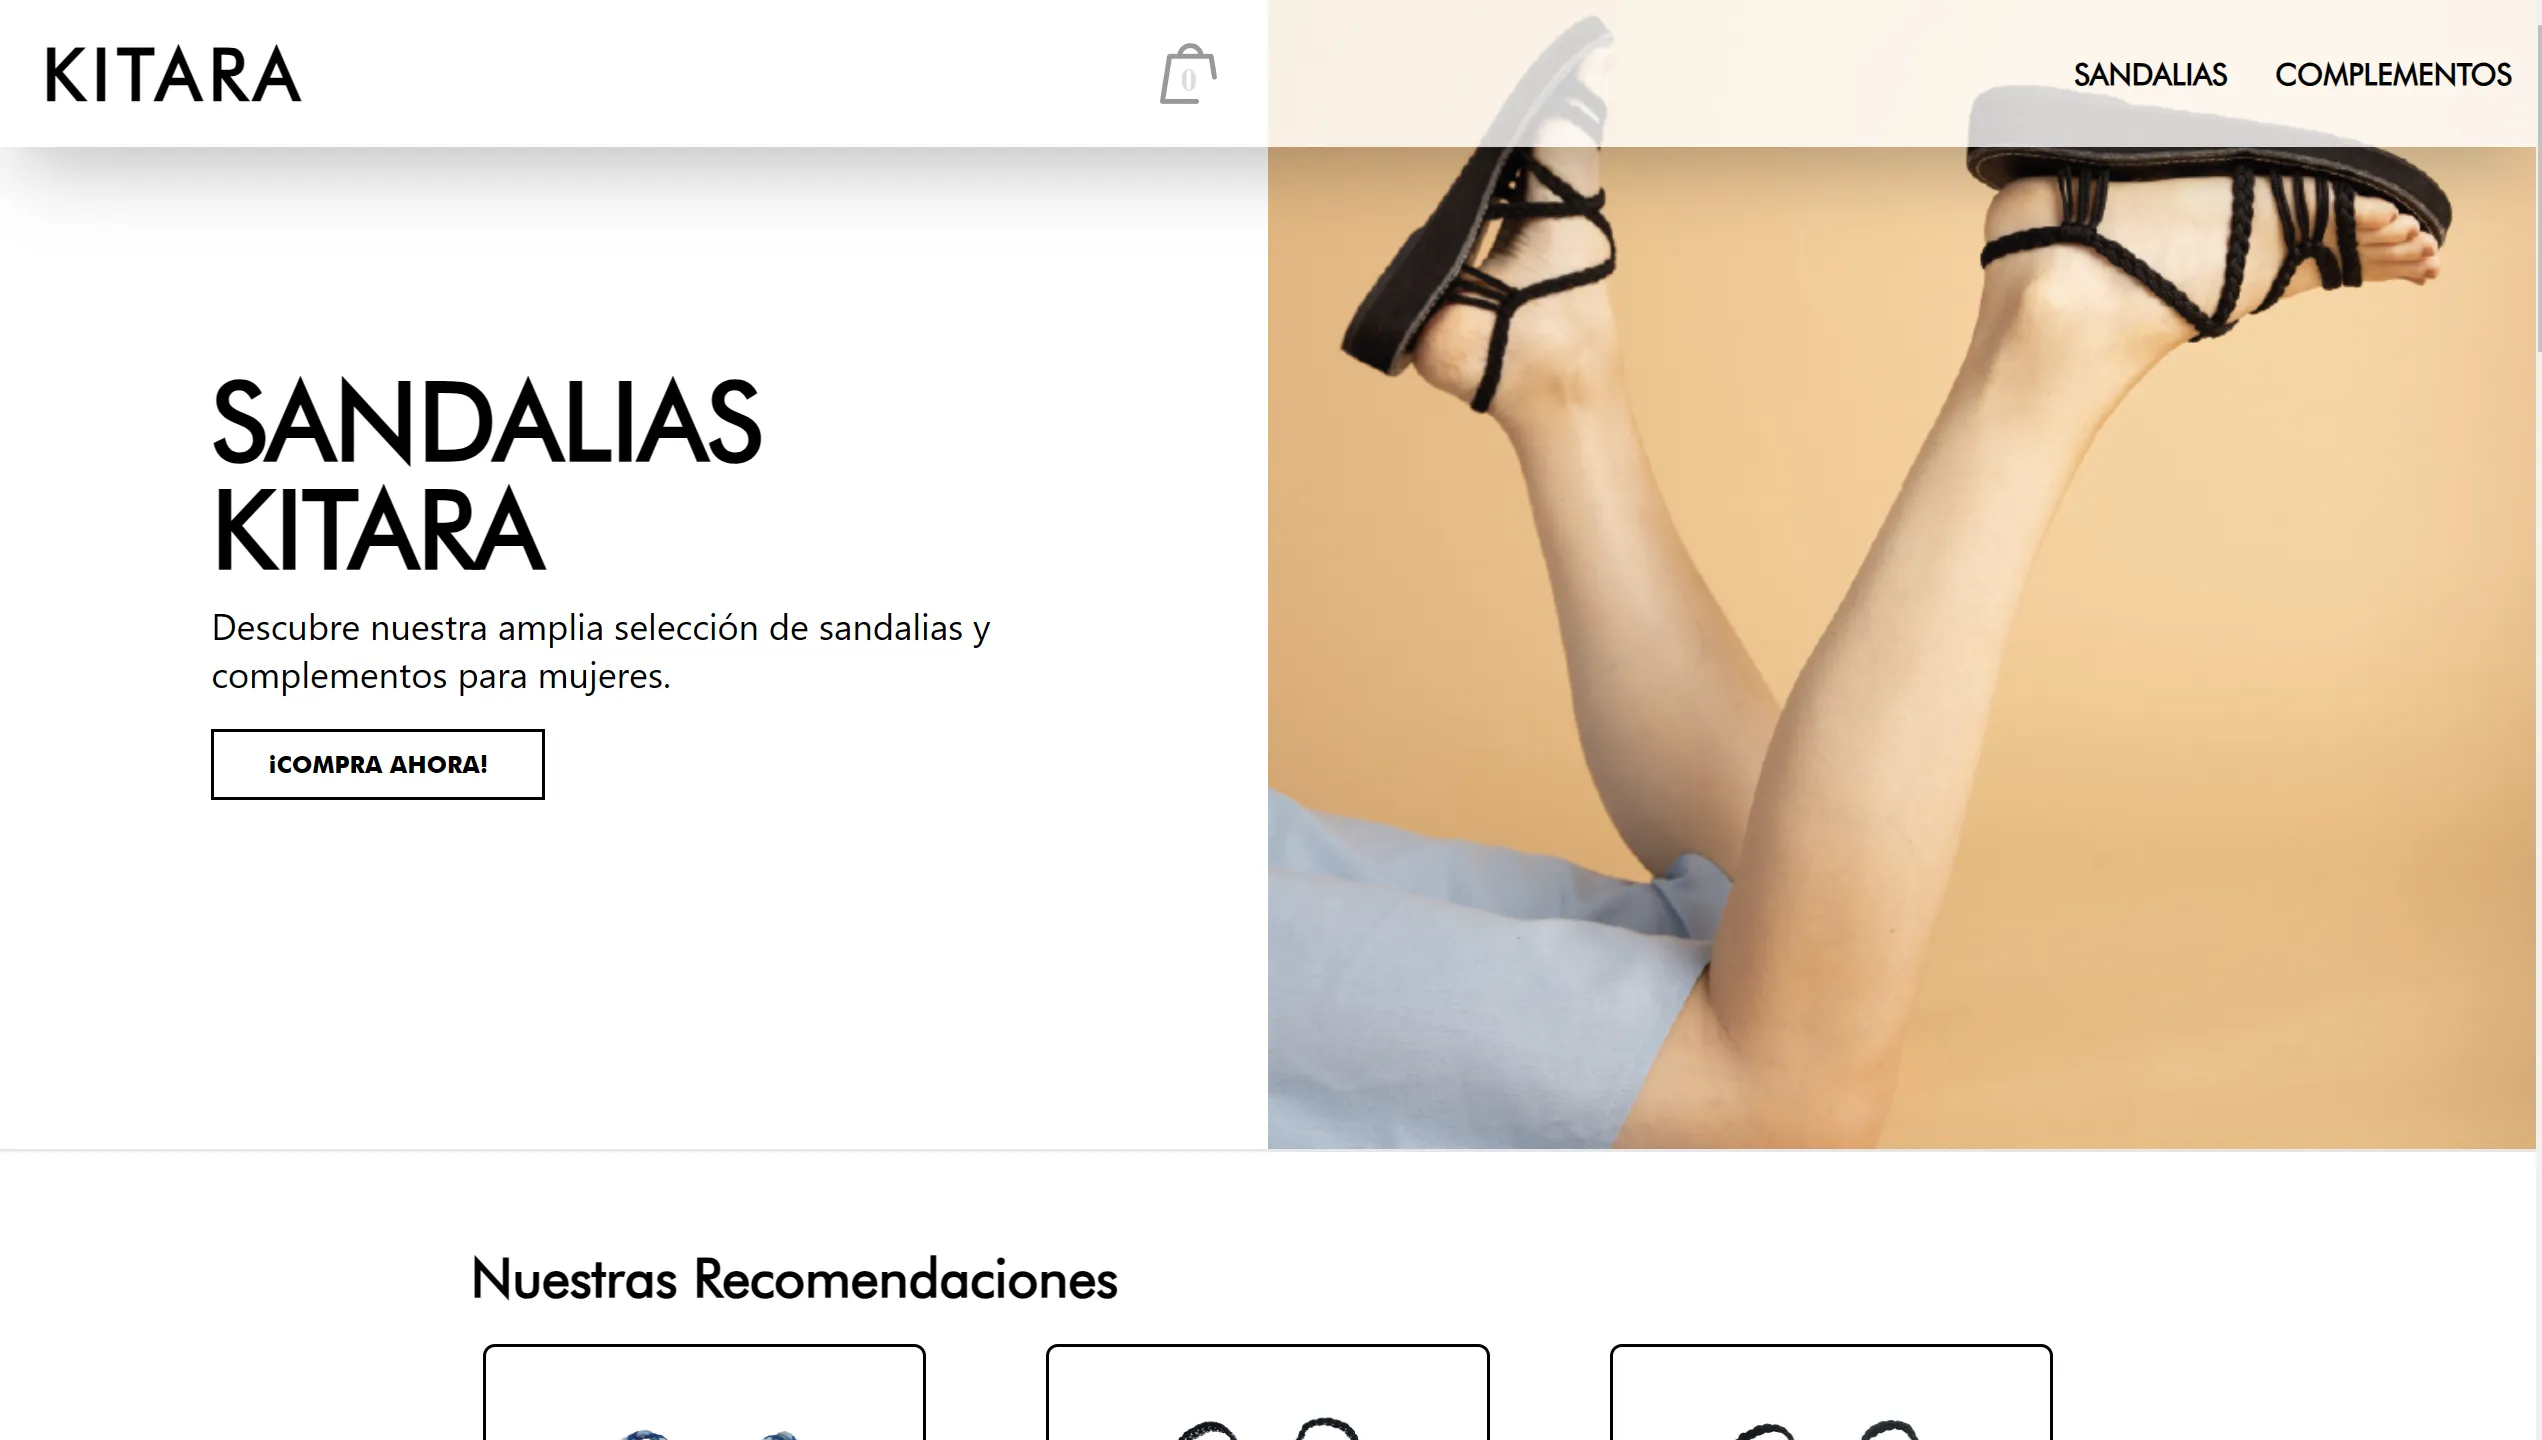 KITARA
0
SANDALIAS
COMPLEMENTOS
SANDALIAS
KITARA
Descubre nuestra amplia selección de sandalias y
complementos para mujeres.
¡COMPRA AHORA!
Nuestras Recomendaciones